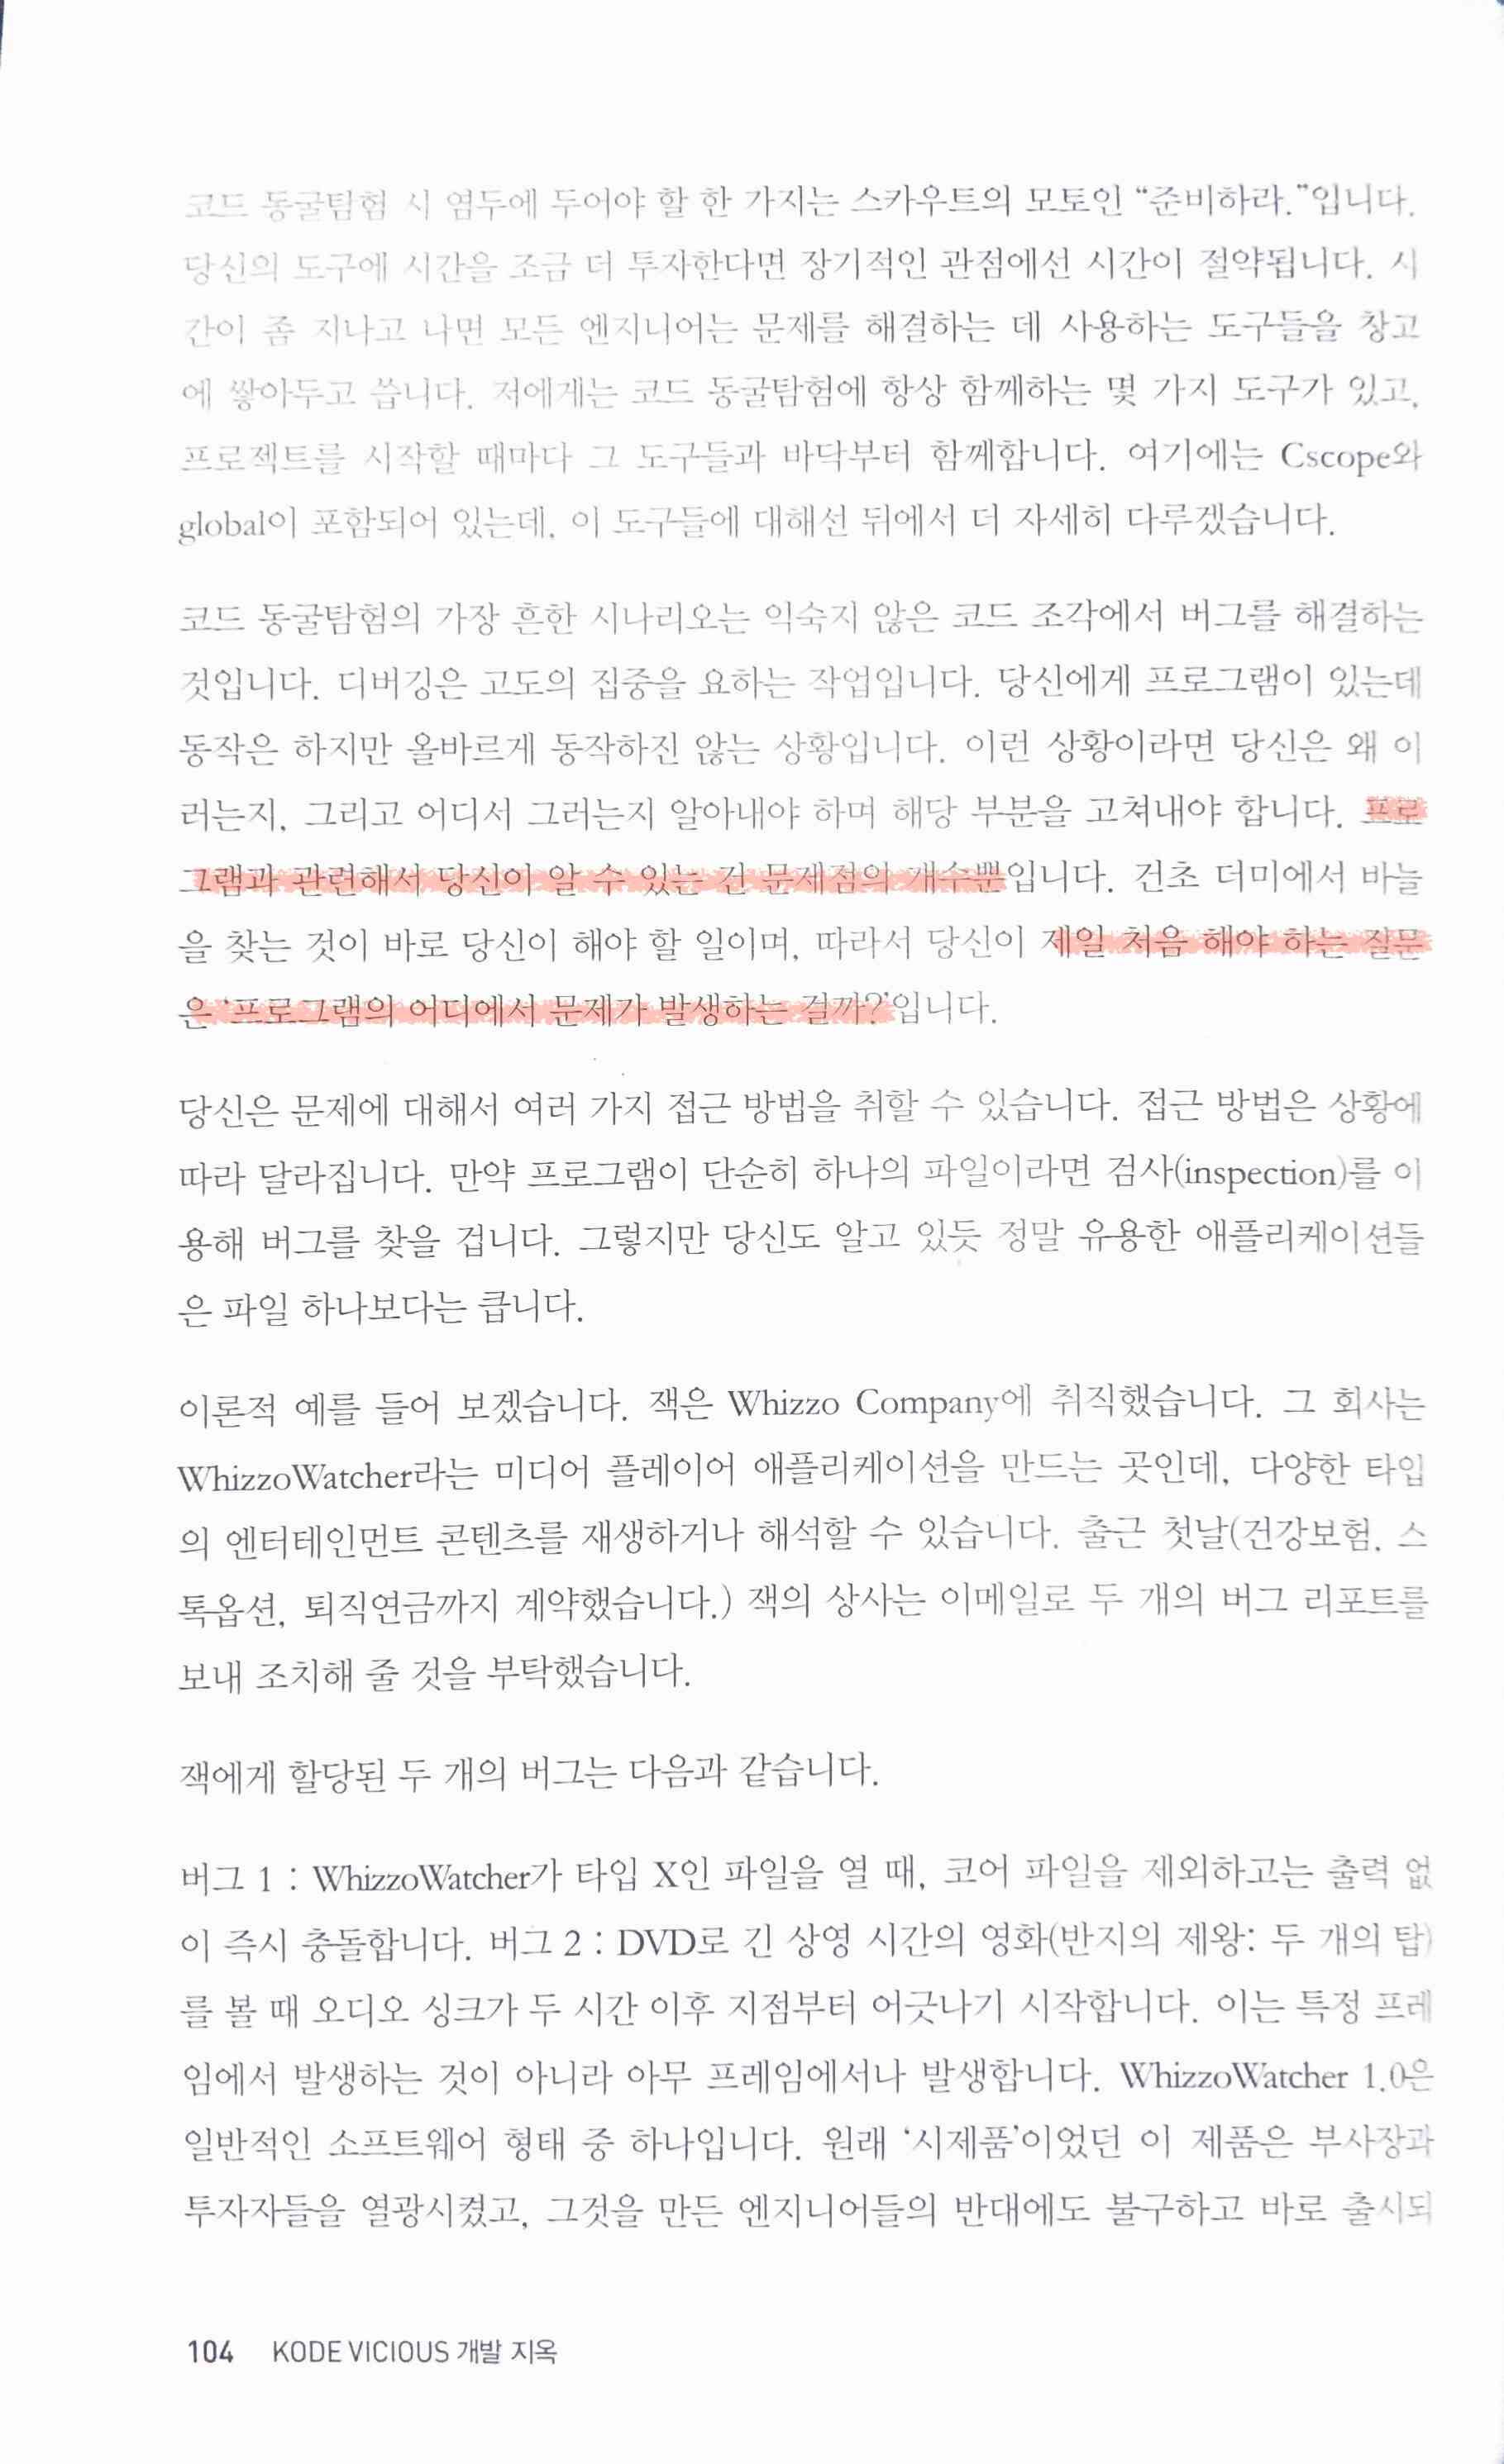 코드 동굴탐험 시 염두에 두어야 할 한 가지는 스카우트의 모토인 “준비하라.”입니다.
당신의 도구에 시간을 조금 더 투자한다면 장기적인 관점에선 시간이 절약됩니다. 시
간이 좀 지나고 나면 모든 엔지니어는 문제를 해결하는 데 사용하는 도구들을 창고
에 쌓아두고 씁니다. 저에게는 코드 동굴탐험에 항상 함께하는 몇 가지 도구가 있고,
프로젝트를 시작할 때마다 그 도구들과 바닥부터 함께합니다. 여기에는 Cscope와
global이 포함되어 있는데, 이 도구들에 대해선 뒤에서 더 자세히 다루겠습니다.
코드 동굴탐험의 가장 흔한 시나리오는 익숙지 않은 코드 조각에서 버그를 해결하는
것입니다. 디버깅은 고도의 집중을 요하는 작업입니다. 당신에게 프로그램이 있는데
동작은 하지만 올바르게 동작하진 않는 상황입니다. 이런 상황이라면 당신은 왜 이
러는지, 그리고 어디서 그러는지 알아내야 하며 해당 부분을 고쳐내야 합니다. 프로
그램과 관련해서 당신이 알 수 있는 건 문제점의 개수뿐입니다. 건초 더미에서 바늘
을 찾는 것이 바로 당신이 해야 할 일이며, 따라서 당신이 제일 처음 해야 하는 질문
은 ‘프로그램의 어디에서 문제가 발생하는 걸까?’입니다.
당신은 문제에 대해서 여러 가지 접근 방법을 취할 수 있습니다. 접근 방법은 상황에
따라 달라집니다. 만약 프로그램이 단순히 하나의 파일이라면 검사(inspection)를 이
용해 버그를 찾을 겁니다. 그렇지만 당신도 알고 있듯 정말 유용한 애플리케이션들
은 파일 하나보다는 큽니다.
이론적 예를 들어 보겠습니다. 잭은 Whizzo Company에 취직했습니다. 그 회사는
WhizzoWatcher라는 미디어 플레이어 애플리케이션을 만드는 곳인데, 다양한 타입
의 엔터테인먼트 콘텐츠를 재생하거나 해석할 수 있습니다. 출근 첫날(건강보험, 스
톡옵션, 퇴직연금까지 계약했습니다.) 잭의 상사는 이메일로 두 개의 버그 리포트를
보내 조치해 줄 것을 부탁했습니다.
잭에게 할당된 두 개의 버그는 다음과 같습니다.
버그 1 : WhizzoWatcher가 타입 X인 파일을 열 때, 코어 파일을 제외하고는 출력 없
이 즉시 충돌합니다. 버그 2 : DVD로 긴 상영 시간의 영화(반지의 제왕: 두 개의 탑)
를 볼 때 오디오 싱크가 두 시간 이후 지점부터 어긋나기 시작합니다. 이는 특정 프레
임에서 발생하는 것이 아니라 아무 프레임에서나 발생합니다. WhizzoWatcher 1.0은
일반적인 소프트웨어 형태 중 하나입니다. 원래 ‘시제품’이었던 이 제품은 부사장과
투자자들을 열광시켰고, 그것을 만든 엔지니어들의 반대에도 불구하고 바로 출시되
104 KODE VICIOUS 개발 지옥